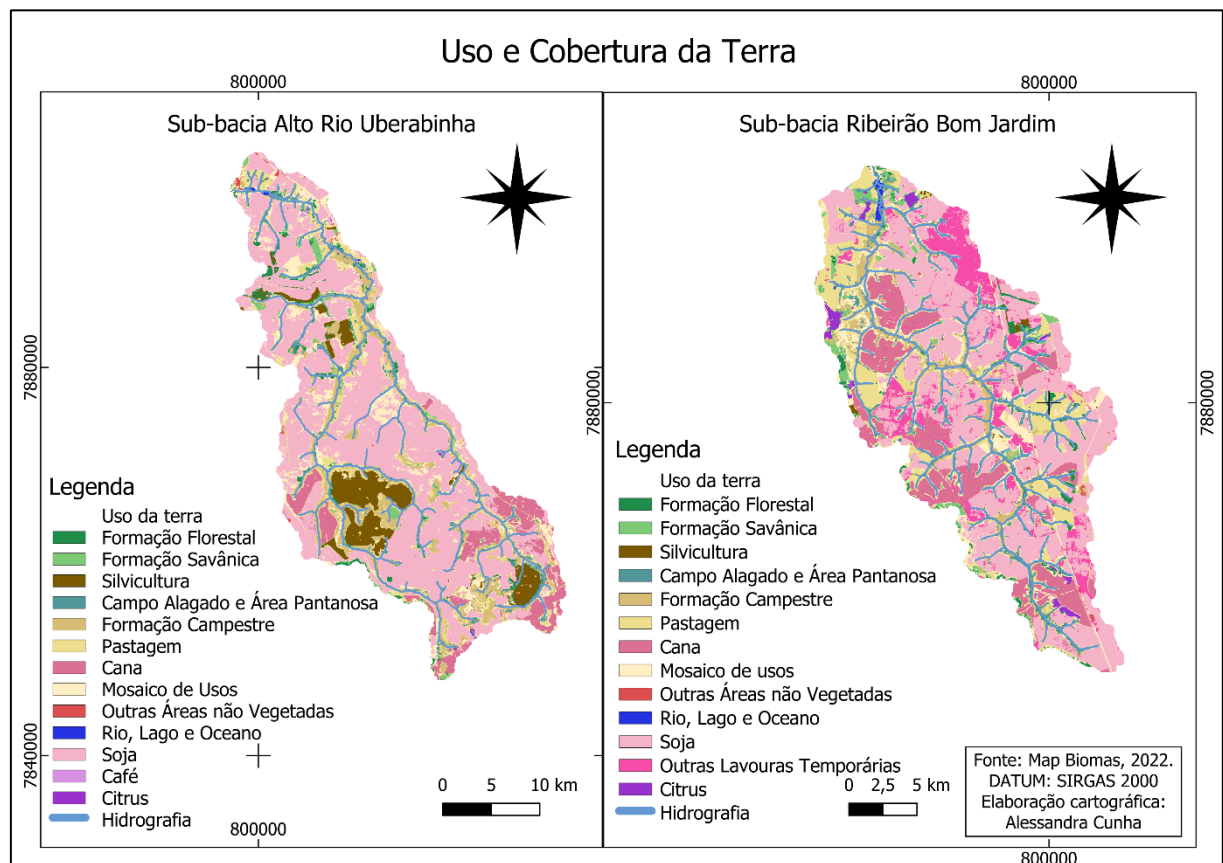 Uso e Cobertura da Terra
800000
Sub-bacia Alto Rio Uberabinha
7880000
7840000
Legenda
Uso da terra
Formação Florestal
Formação Savânica
Silvicultura
Campo Alagado e Área Pantanosa
Formação Campestre
Pastagem
Cana
Mosaico de Usos
Outras Áreas não Vegetadas
Rio, Lago e Oceano
Soja
Café
Citrus
Hidrografia
0 5 10 km
800000
800000
Sub-bacia Ribeirão Bom Jardim
7880000
7880000
Legenda
Uso da terra
Formação Florestal
Formação Savânica
Silvicultura
Campo Alagado e Área Pantanosa
Formação Campestre
Pastagem
Cana
Mosaico de usos
Outras Áreas não Vegetadas
Rio, Lago e Oceano
Soja
Outras Lavouras Temporárias
Citrus
Hidrografia
0 2,5 5 km
Fonte: Map Biomas, 2022.
DATUM: SIRGAS 2000
Elaboração cartográfica:
Alessandra Cunha
800000